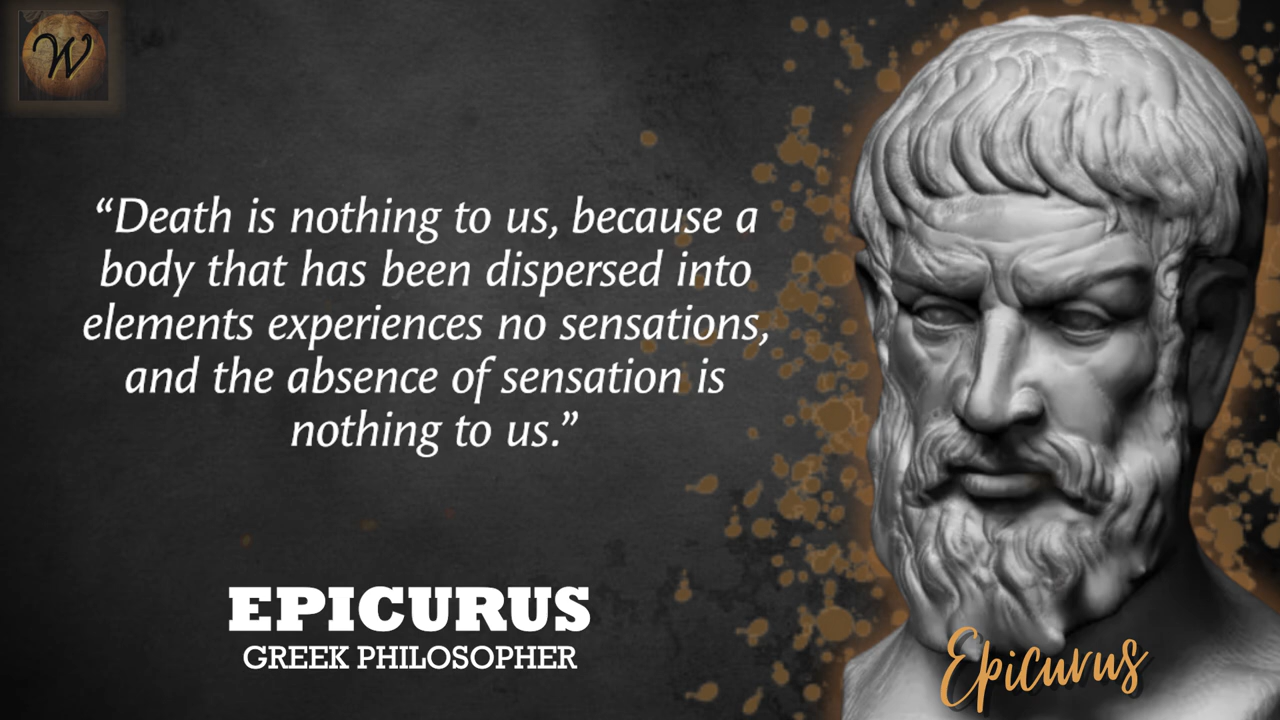 W
“Death is nothing to us, because a
body that has been dispersed into
elements experiences no sensations,
and the absence of sensation is
nothing to us.”
EPICURUS
GREEK PHILOSOPHER
Epicurus